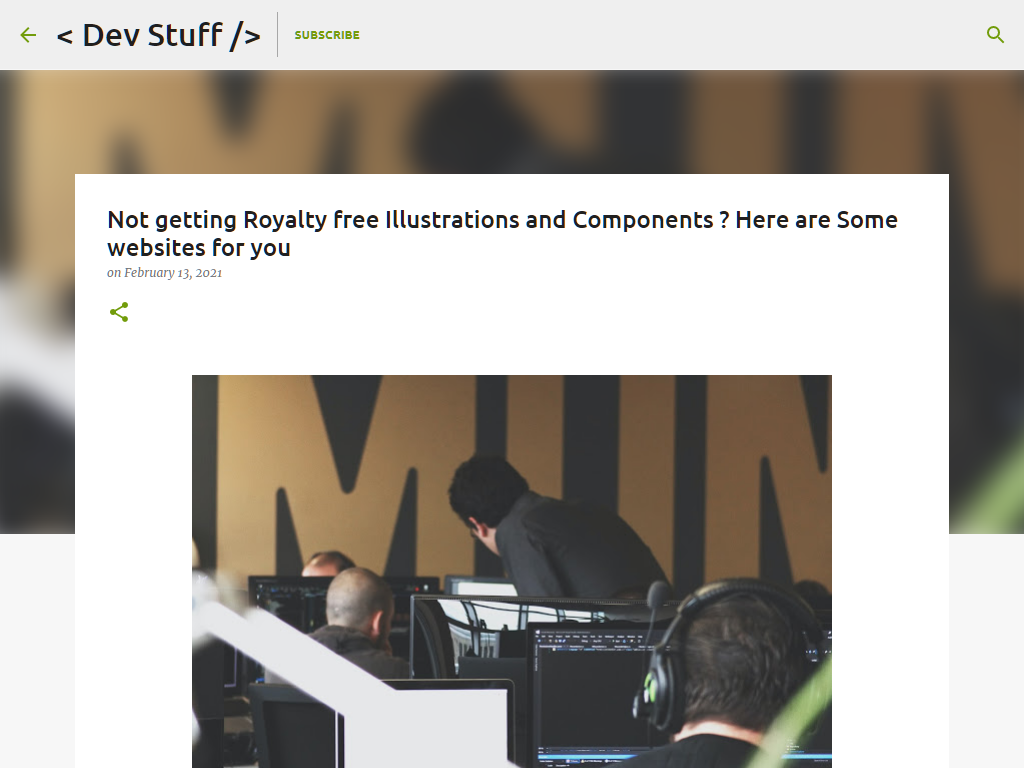 < Dev Stuff />
SUBSCRIBE
Not getting Royalty free Illustrations and Components ? Here are Some
websites for you
on February 13, 2021